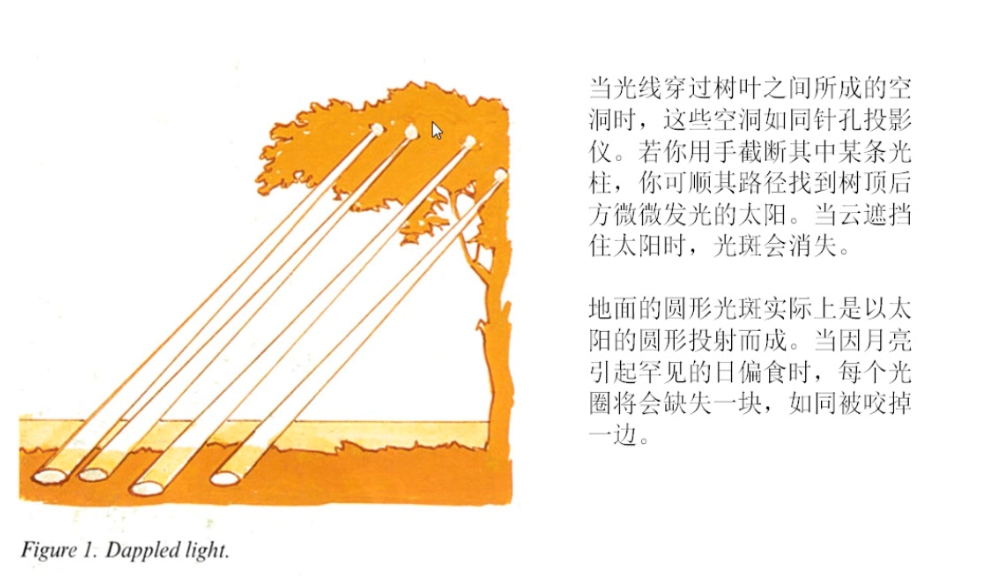 当光线穿过树叶之间所成的空
洞时，这些空洞如同针孔投影
仪。若你用手截断其中某条光
柱，你可顺其路径找到树顶后
方微微发光的太阳。当云遮挡
住太阳时，光斑会消失。
地面的圆形光斑实际上是以太
阳的圆形投射而成。当因月亮
引起罕见的日偏食时，每个光
圈将会缺失一块，如同被咬掉
一边。
Figure 1. Dappled light.